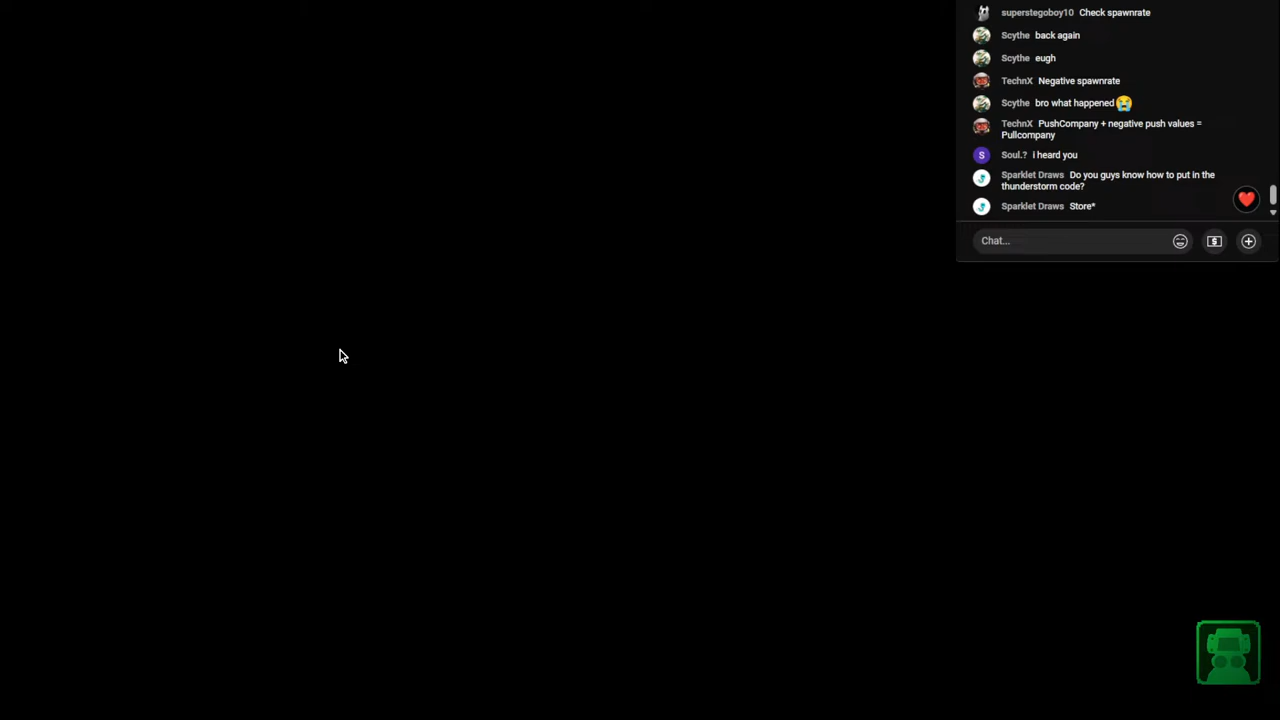 superstegoboy10 Check spawnrate
Scythe back again
Scythe eugh
TechnX Negative spawnrate
Scythe bro what happened😭
TechnX PushCompany + negative push values =
Pullcompany
S Soul.? i heard you
Sparklet Draws Do you guys know how to put in the
thunderstorm code?
Sparklet Draws Store*
Chat...